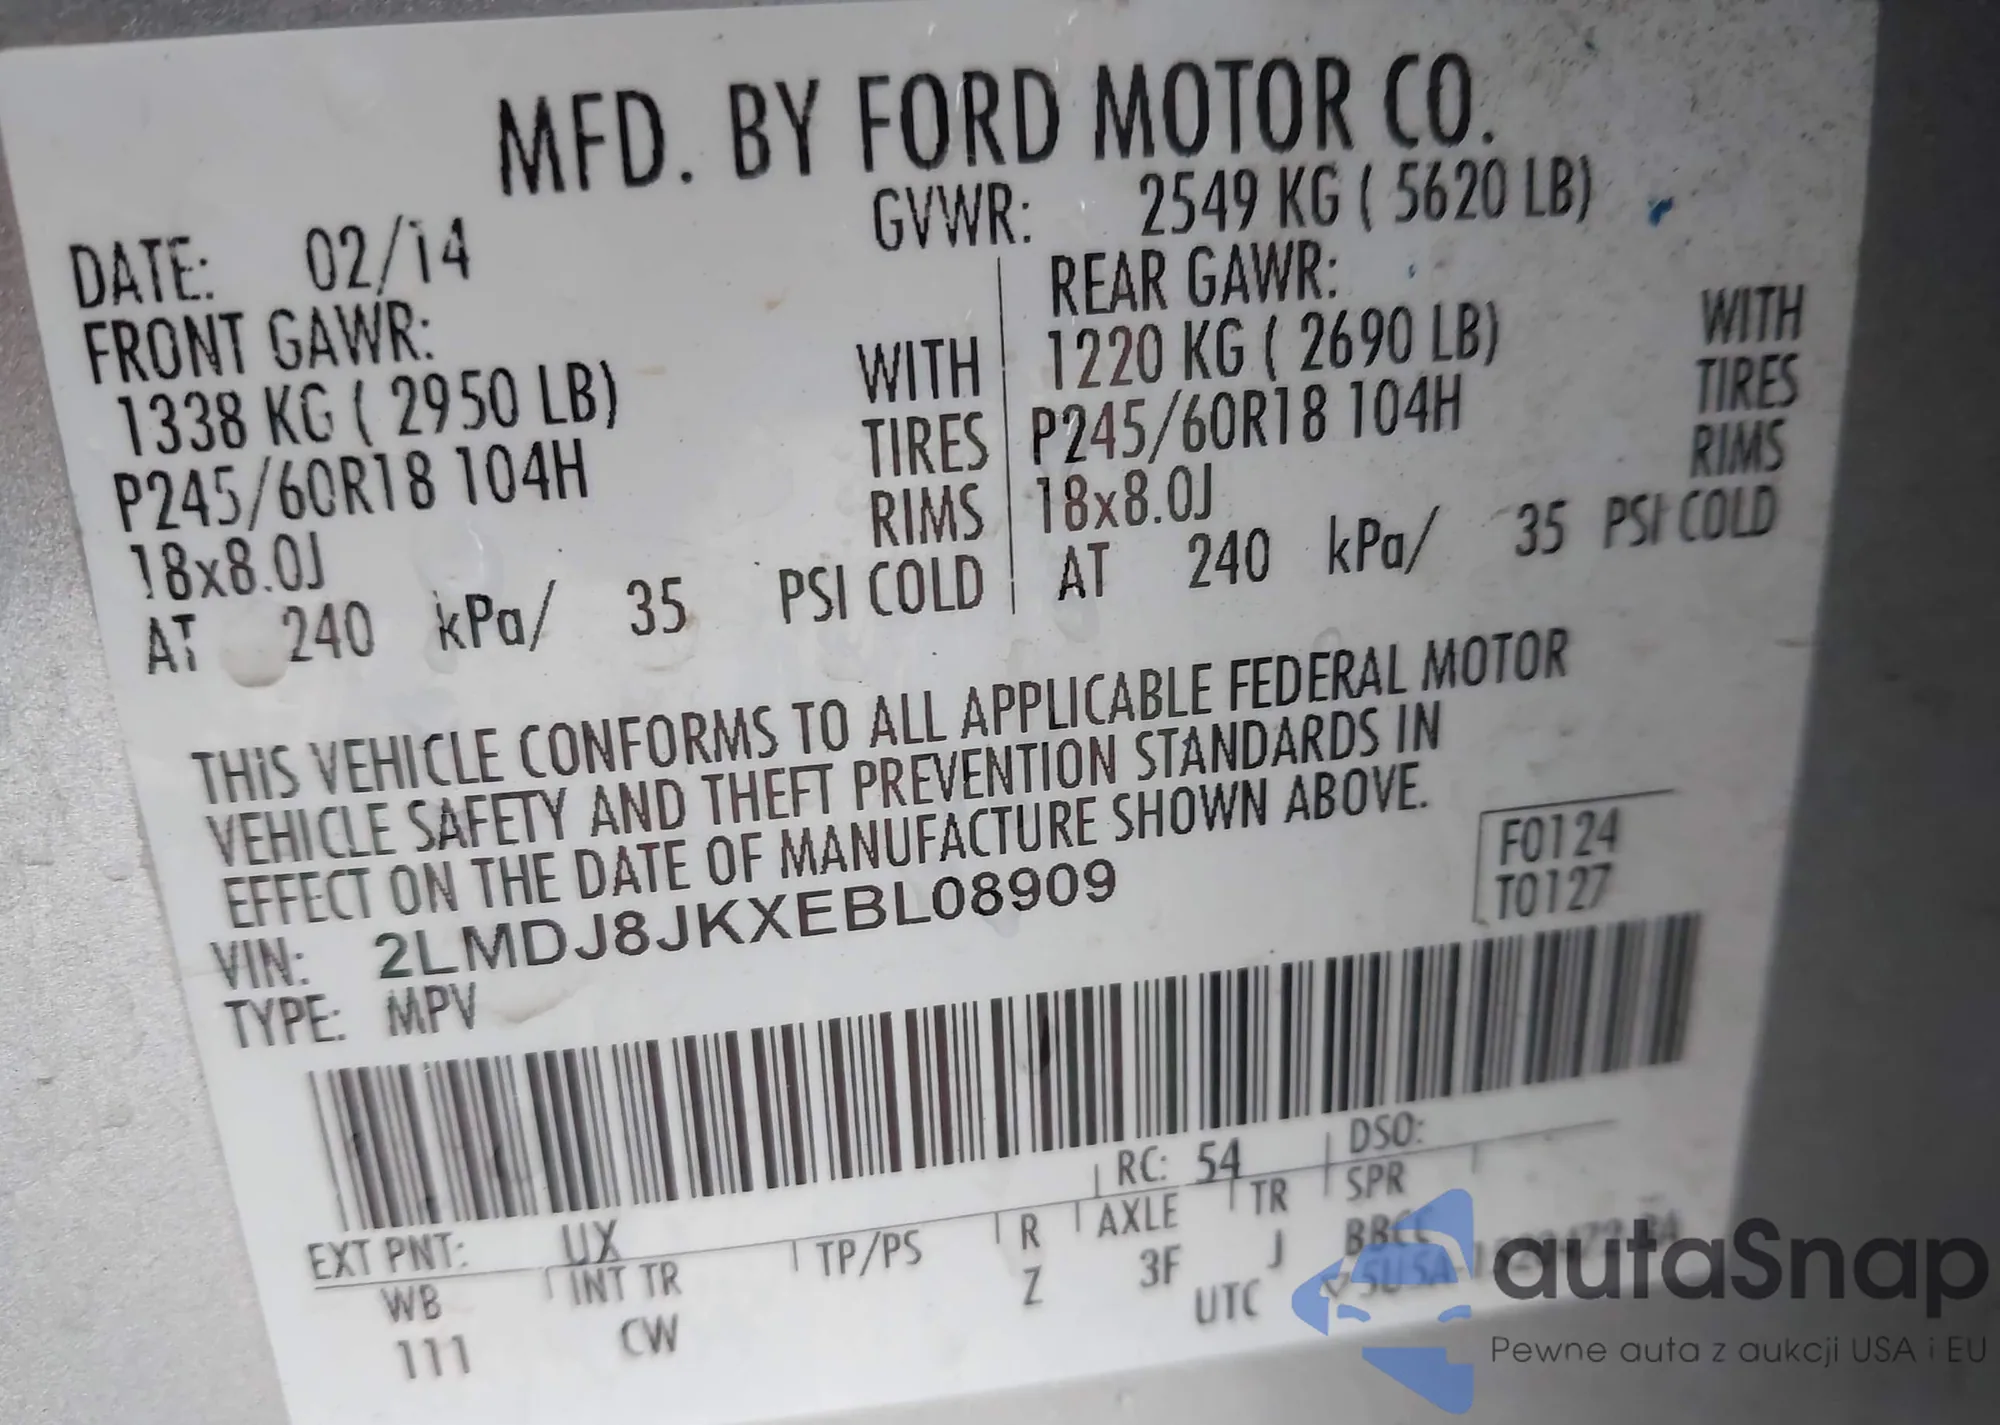 MFD. BY FORD MOTOR CO.
DATE: 02/14
GVWR: 2549 KG ( 5620 LB)
FRONT GAWR:
1338 KG ( 2950 LB) WITH
P245/60R18 104H TIRES
18x8.0J RIMS
AT 240 kPa/ 35 PSI COLD
REAR GAWR:
1220 KG ( 2690 LB) WITH
P245/60R18 104H TIRES
18x8.0J RIMS
AT 240 kPa/ 35 PSI COLD
THIS VEHICLE CONFORMS TO ALL APPLICABLE FEDERAL MOTOR
VEHICLE SAFETY AND THEFT PREVENTION STANDARDS IN
EFFECT ON THE DATE OF MANUFACTURE SHOWN ABOVE.
F0124
T0127
VIN: 2LMDJ8JKXEBL08909
TYPE: MPV
RC: 54 DSO:
EXT PNT: UX
WB INT TR TP/PS R AXLE TR SPR
111 CW Z 3F J
UTC
autaSnap
Pewne auta z aukcji USA i EU